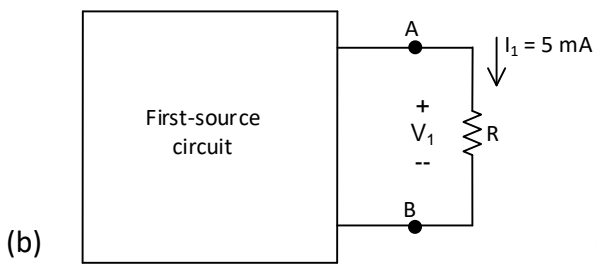 A
I₁ = 5 mA
First-source
circuit
+
V₁
--
R
B
(b)